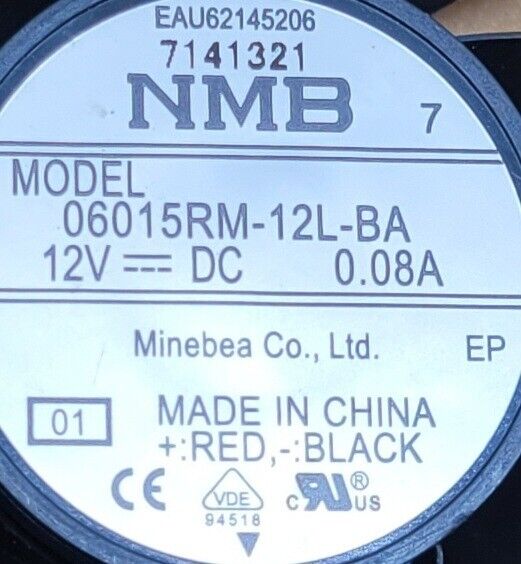 EAU62145206
7141321
NMB 7
MODEL
06015RM-12L-BA
12V ⎓ DC 0.08A
Minebea Co., Ltd. EP
01 MADE IN CHINA
+:RED,-:BLACK
CE VDE c RU ® US
94518